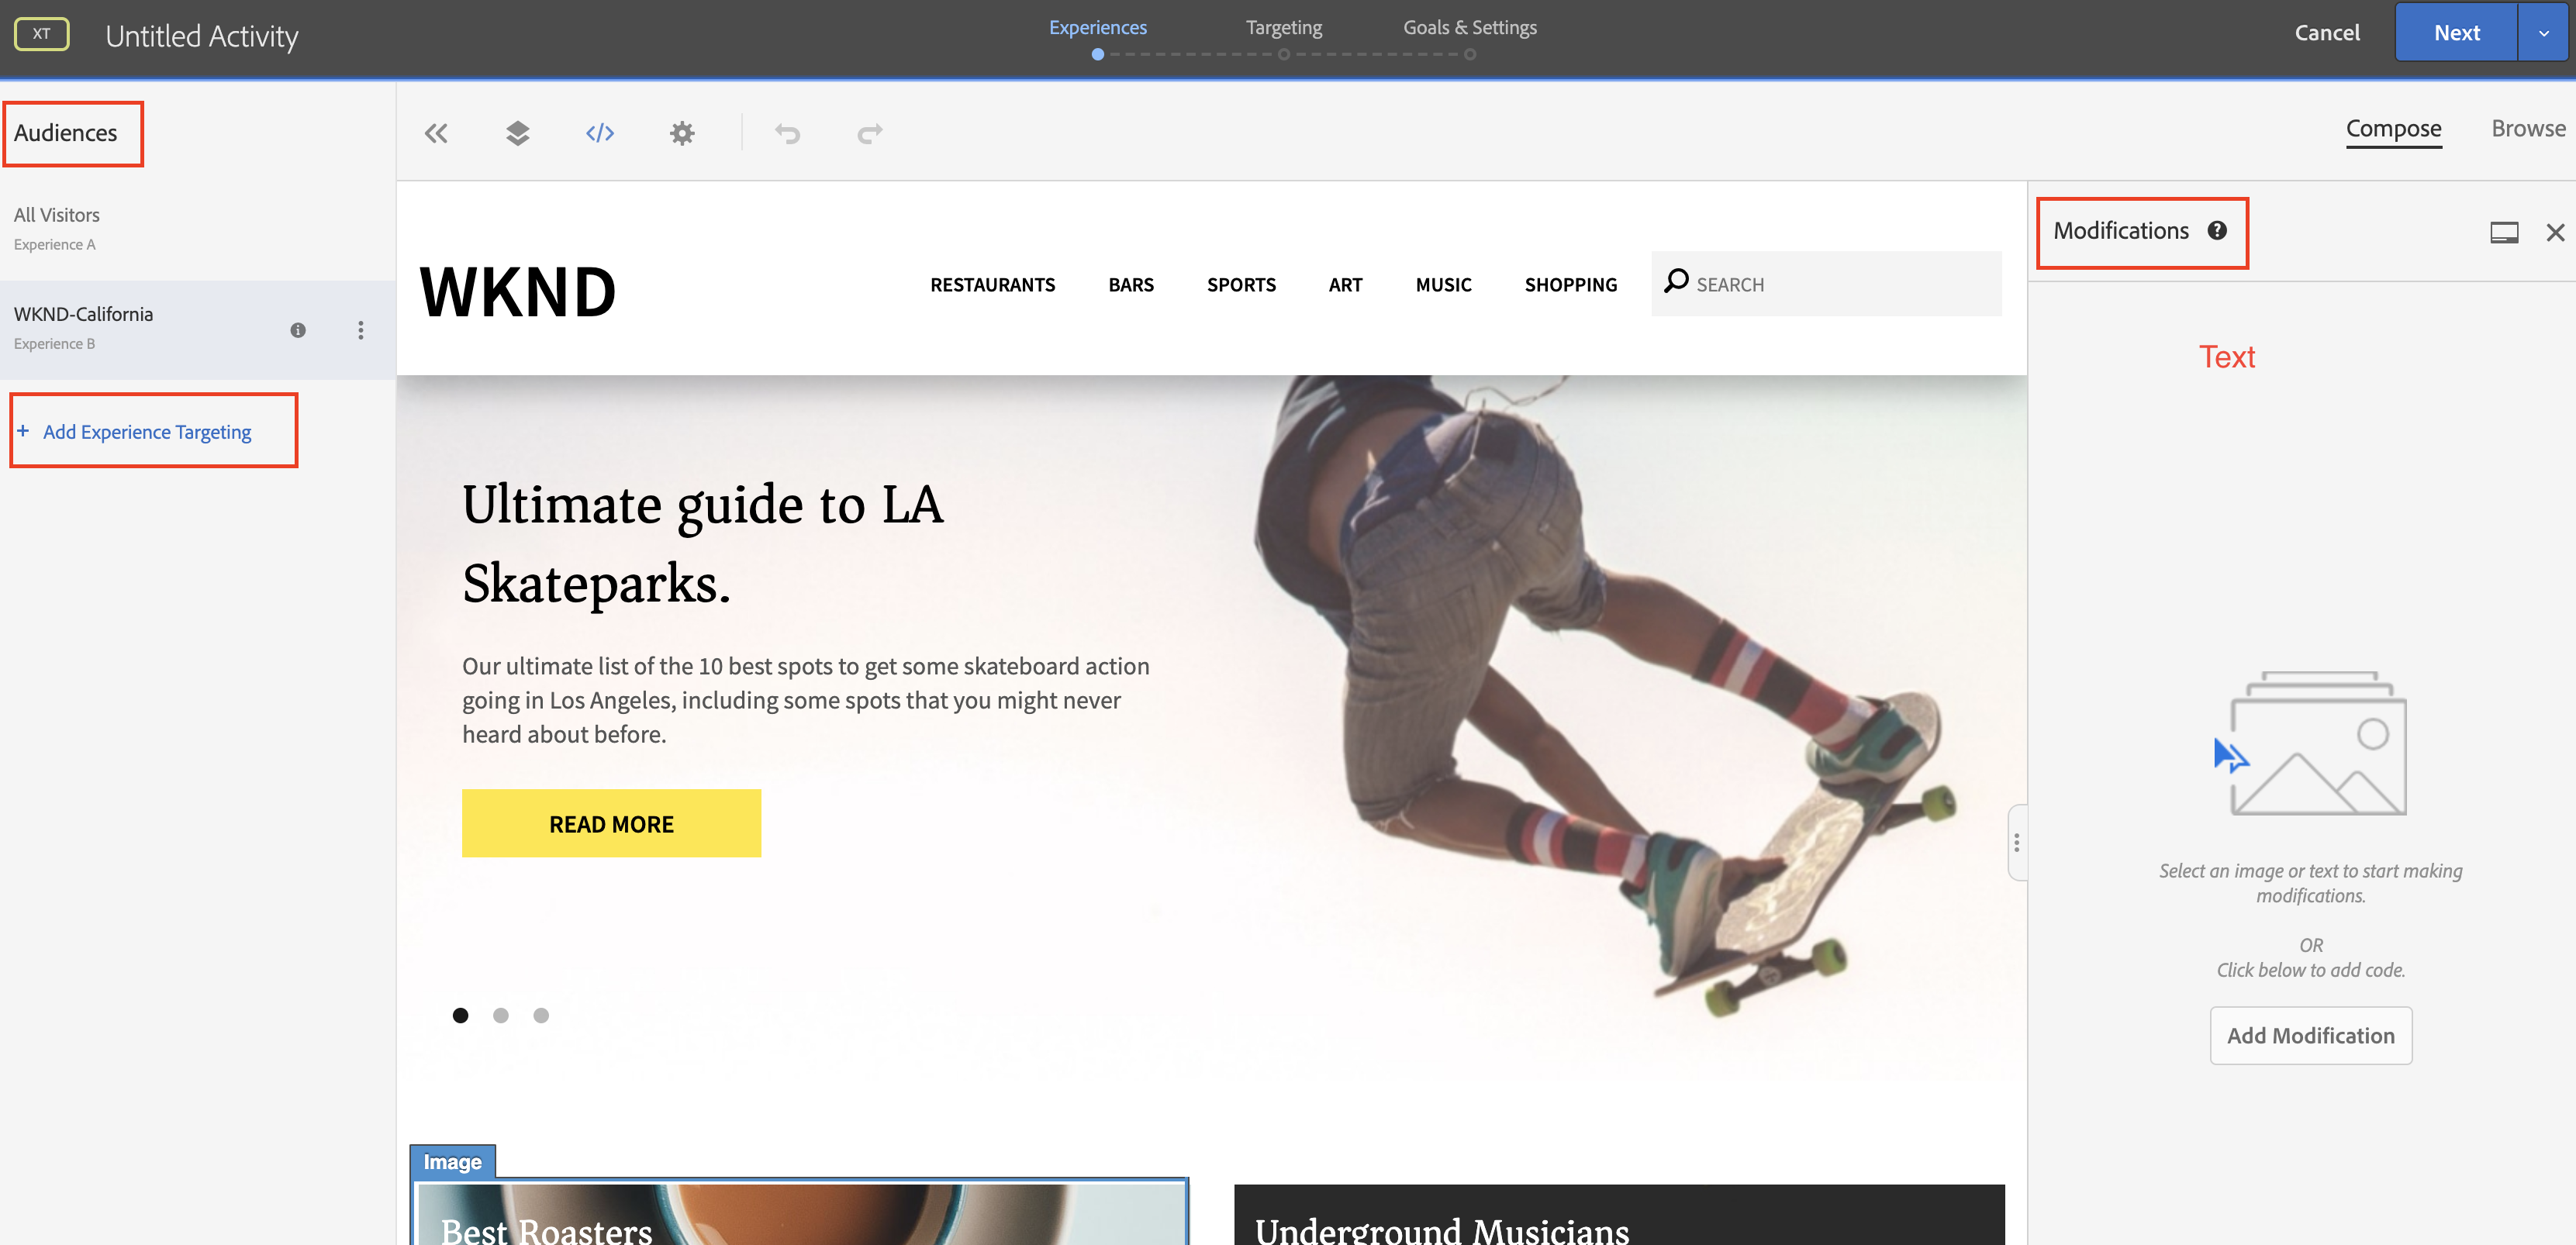 XT
Untitled Activity
Experiences
Targeting
Goals & Settings
Cancel
Next
Audiences
All Visitors
Experience A
WKND-California
Experience B
+ Add Experience Targeting
Compose
Browse
WKND
RESTAURANTS
BARS
SPORTS
ART
MUSIC
SHOPPING
SEARCH
Ultimate guide to LA
Skateparks.
Our ultimate list of the 10 best spots to get some skateboard action
going in Los Angeles, including some spots that you might never
heard about before.
READ MORE
Image
Best Roasters
Underground Musicians
Modifications
Text
Select an image or text to start making
modifications.
OR
Click below to add code.
Add Modification